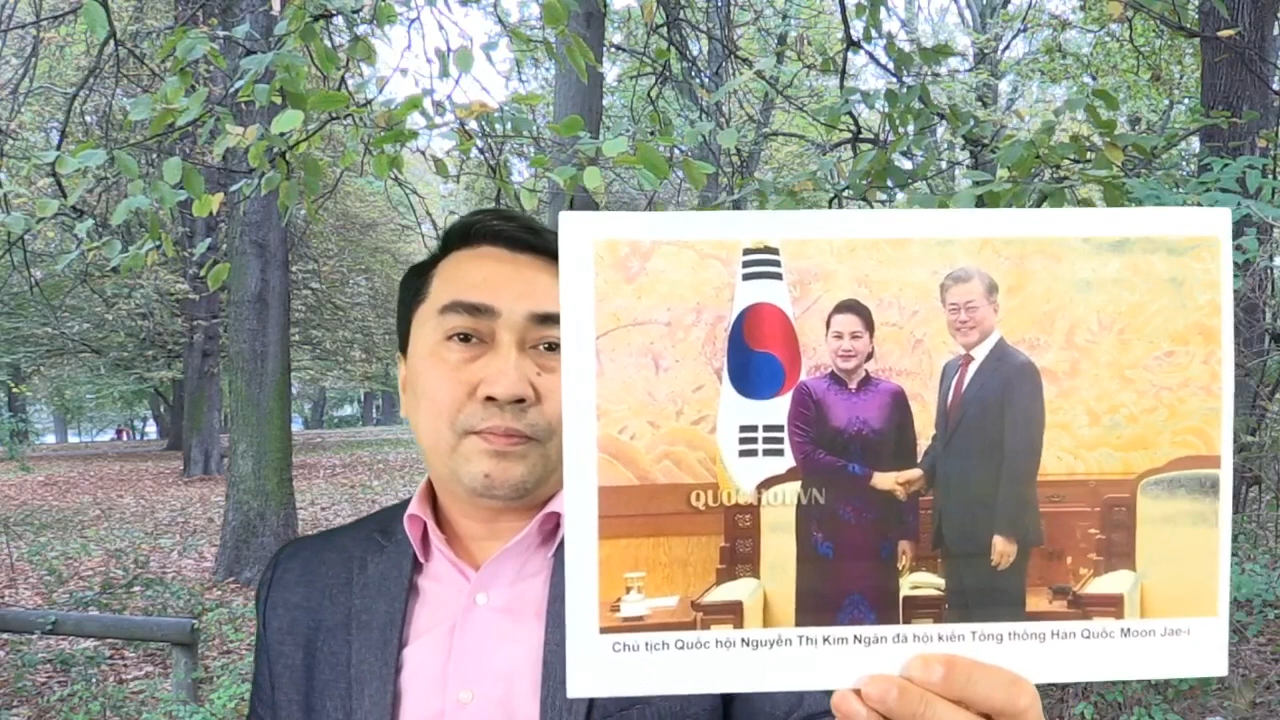 QUOCHOI.VN
Chủ tịch Quốc hội Nguyễn Thị Kim Ngân đã hội kiến Tổng thống Hàn Quốc Moon Jae-i